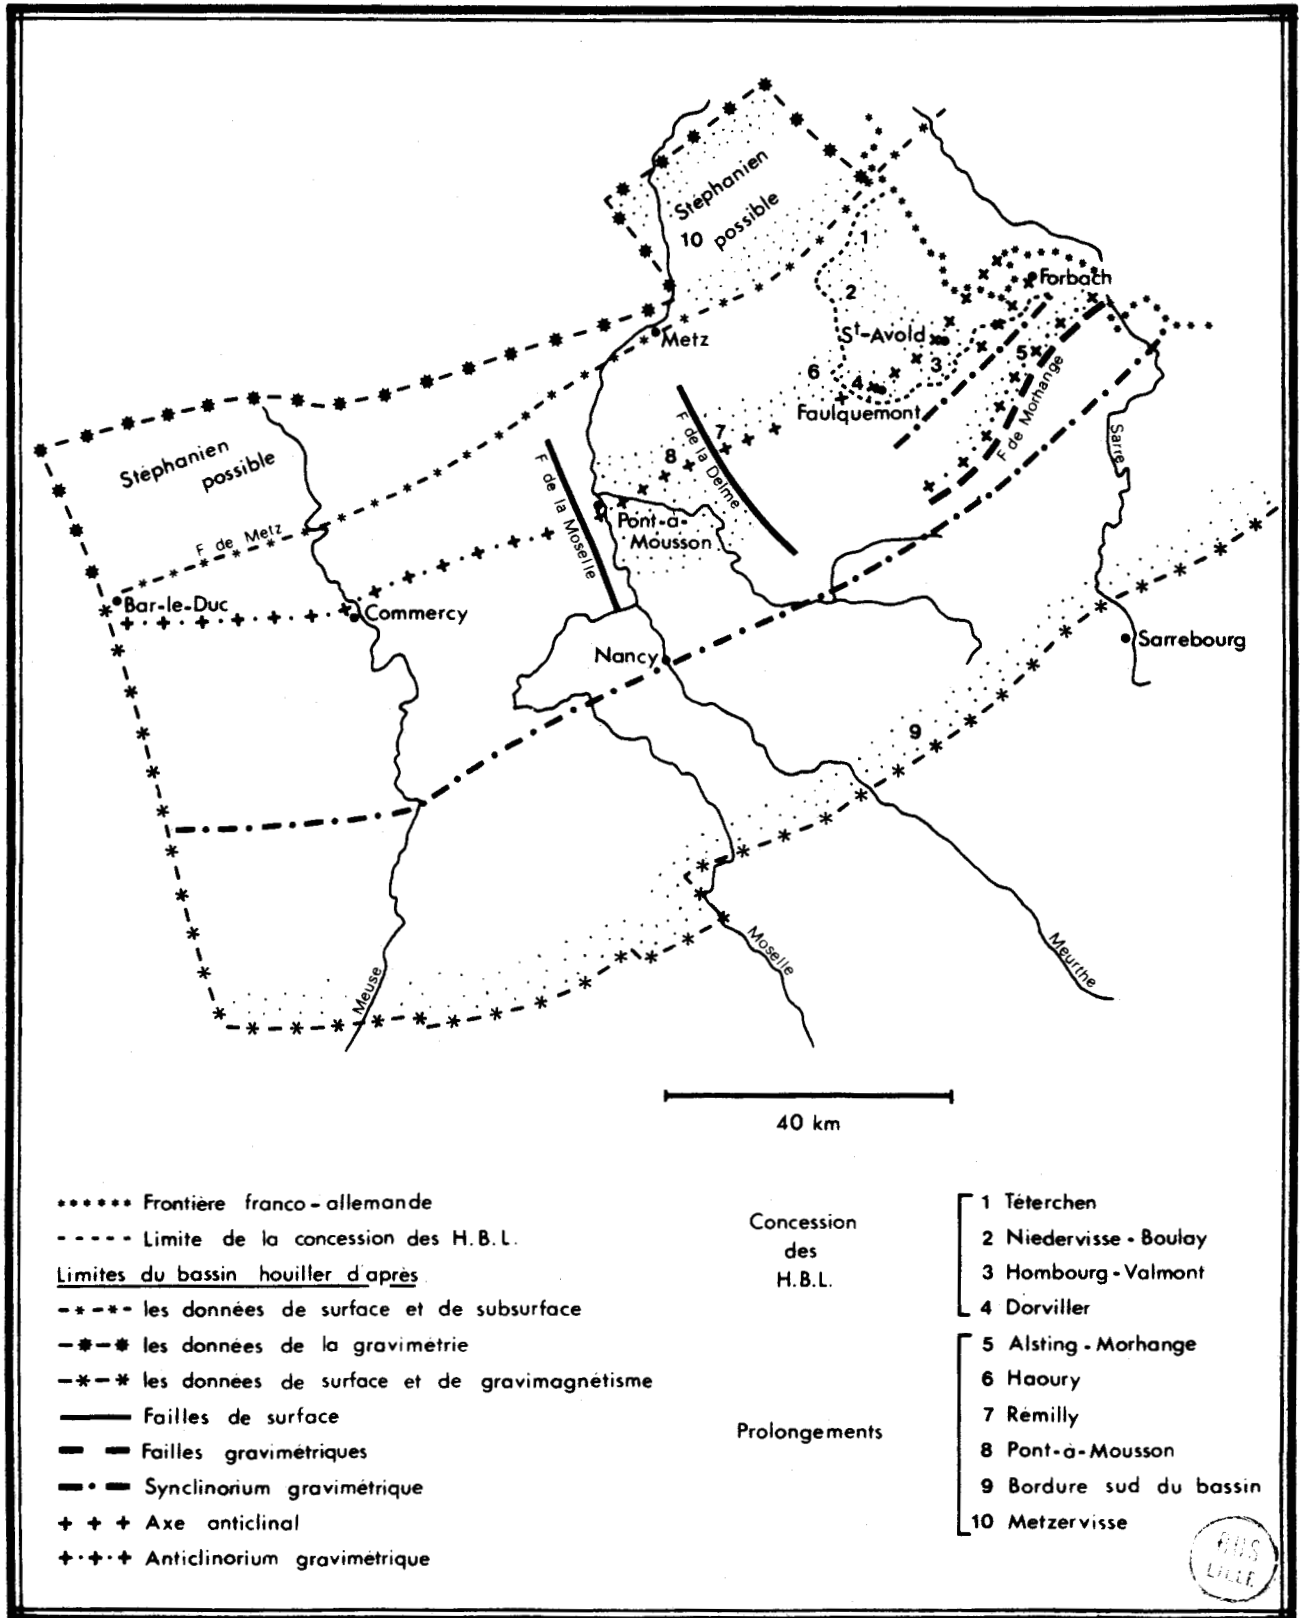 Stéphanien
possible
10
1
2
Forbach
St-Avold
Metz
3
5
6
4
Faulquemont
F de Morhange
7
8
F de la Delme
Sarre
Stéphanien
possible
F de Metz
F de la Moselle
Pont-à-
Mousson
Bar-le-Duc
Commercy
Nancy
Sarrebourg
9
Meuse
Moselle
Meurthe
40 km
Frontière franco-allemande
Limite de la concession des H.B.L.
Limites du bassin houiller d'après
les données de surface et de subsurface
les données de la gravimétrie
les données de surface et de gravimagnétisme
Failles de surface
Failles gravimétriques
Synclinorium gravimétrique
Axe anticlinal
Anticlinorium gravimétrique
Concession
des
H.B.L.
1 Téterchen
2 Niedervisse - Boulay
3 Hombourg - Valmont
4 Dorviller
Prolongements
5 Alsting - Morhange
6 Haoury
7 Rémilly
8 Pont-à-Mousson
9 Bordure sud du bassin
10 Metzervisse
LILLE